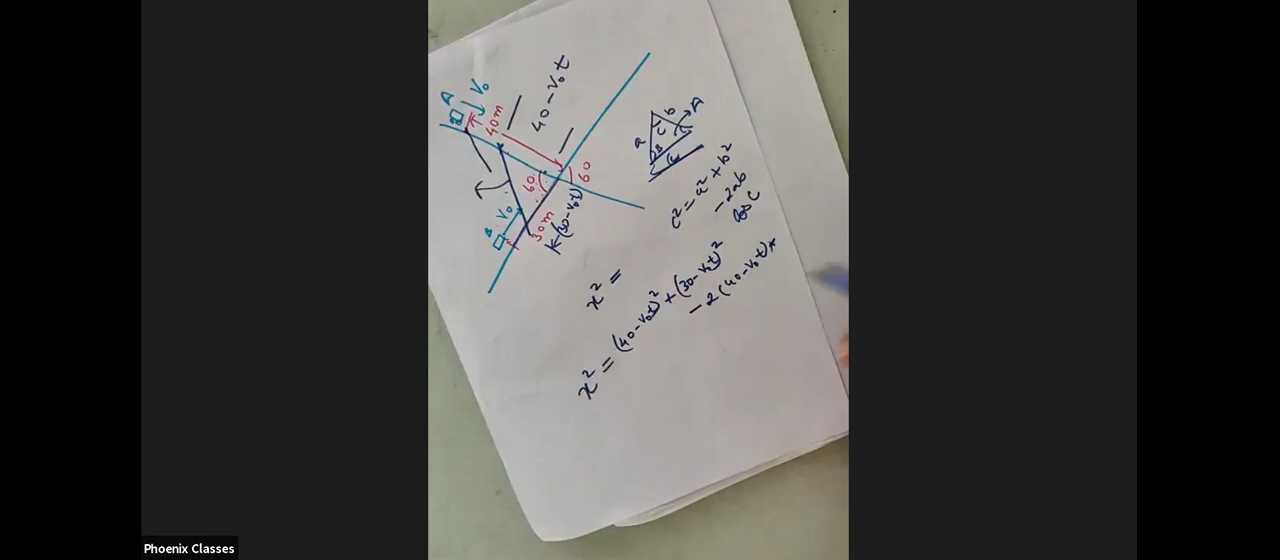 A
V₀
40m
40-V₀t
60
60
B
V₀
30m
(30-V₀t)
a
b
A
B
C
c
c² = a² + b²
-2ab
cos C
x² =
x² = (40-V₀t)² + (30-V₀t)²
-2(40-V₀t)×
Phoenix Classes